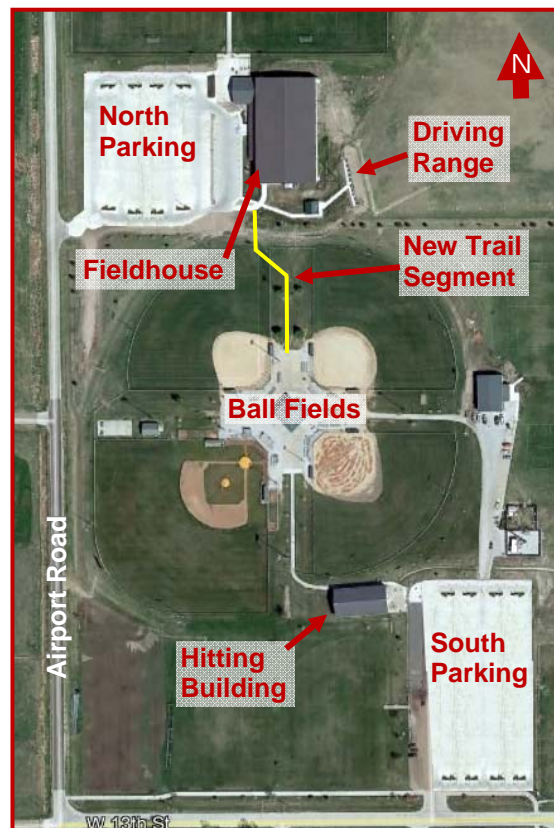 N
North
Parking
Driving
Range
New Trail
Segment
Fieldhouse
Ball Fields
Airport Road
Hitting
Building
South
Parking
W 13th St